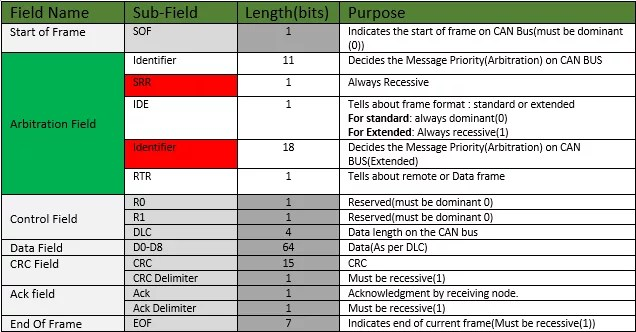 Field Name Sub-Field Length(bits) Purpose
Start of Frame SOF 1 Indicates the start of frame on CAN Bus(must be dominant
(0))
Arbitration Field
Identifier 11 Decides the Message Priority(Arbitration) on CAN BUS
SRR 1 Always Recessive
IDE 1 Tells about frame format : standard or extended
For standard: always dominant(0)
For Extended: Always recessive(1)
Identifier 18 Decides the Message Priority(Arbitration) on CAN
BUS(Extended)
RTR 1 Tells about remote or Data frame
Control Field
R0 1 Reserved(must be dominant 0)
R1 1 Reserved(must be dominant 0)
DLC 4 Data length on the CAN bus
Data Field D0-D8 64 Data(As per DLC)
CRC Field CRC 15 CRC
CRC Delimiter 1 Must be recessive(1)
Ack field Ack 1 Acknowledgment by receiving node.
Ack Delimiter 1 Must be recessive(1)
End Of Frame EOF 7 Indicates end of current frame(Must be recessive(1))